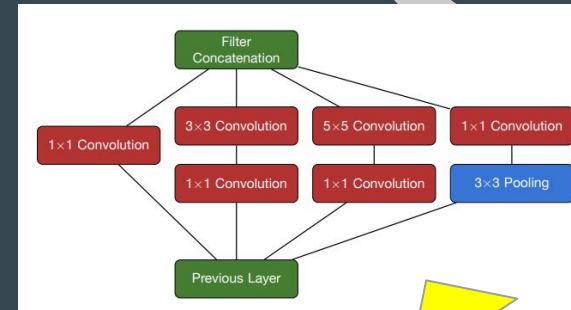 Filter
Concatenation
3×3 Convolution
5×5 Convolution
1×1 Convolution
1×1 Convolution
1×1 Convolution
1×1 Convolution
3×3 Pooling
Previous Layer